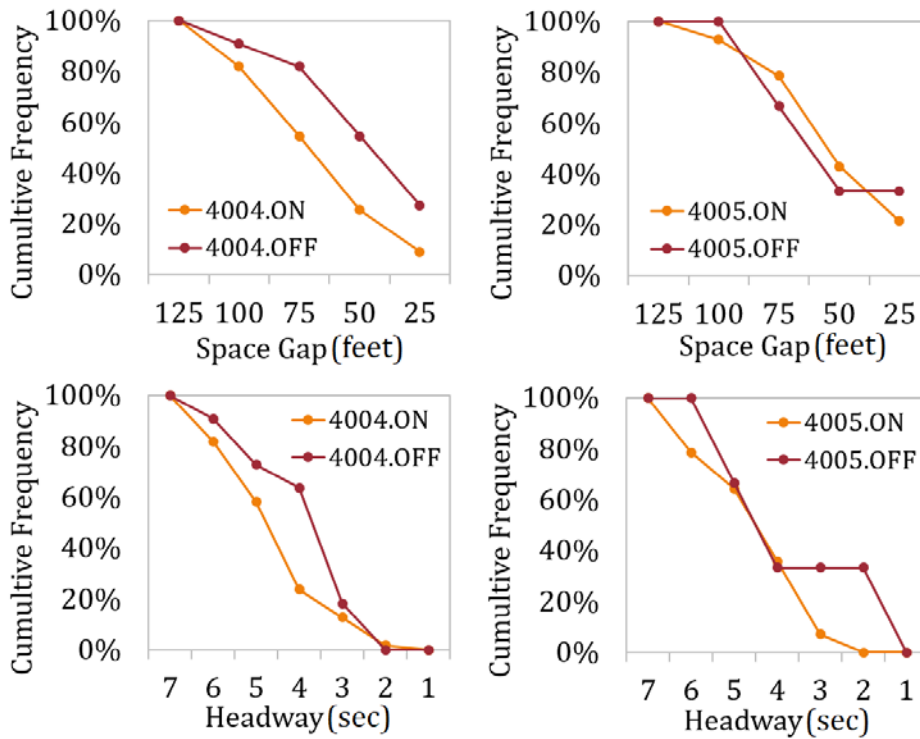 100%
80%
60%
40%
20%
0%
Cumultive Frequency
4004.ON
4004.OFF
125 100 75 50 25
Space Gap (feet)
100%
80%
60%
40%
20%
0%
Cumultive Frequency
4005.ON
4005.OFF
125 100 75 50 25
Space Gap (feet)
100%
80%
60%
40%
20%
0%
Cumultive Frequency
4004.ON
4004.OFF
7 6 5 4 3 2 1
Headway (sec)
100%
80%
60%
40%
20%
0%
Cumultive Frequency
4005.ON
4005.OFF
7 6 5 4 3 2 1
Headway (sec)